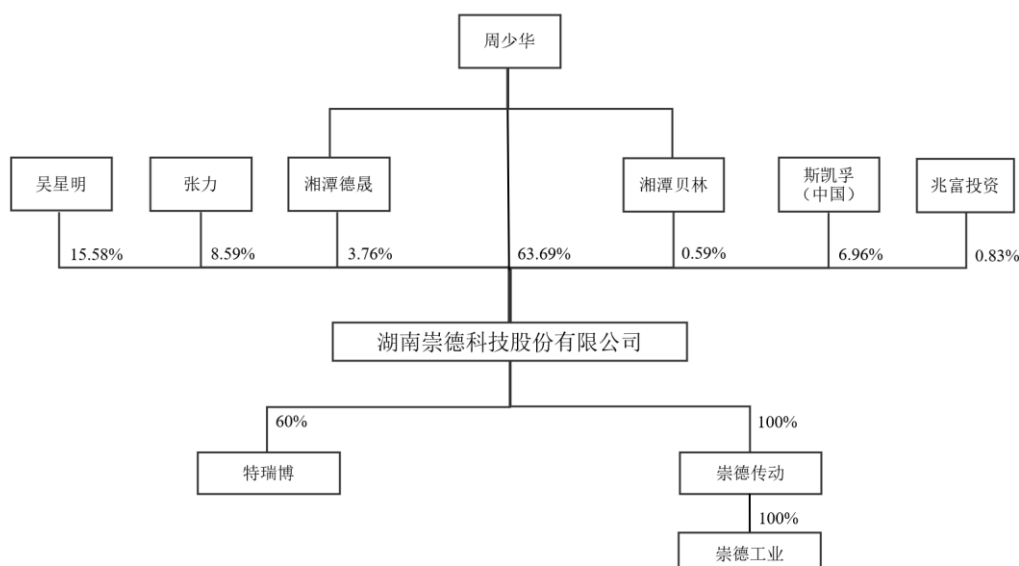 周少华
吴星明
张力
湘潭德晟
湘潭贝林
斯凯孚
（中国）
兆富投资
15.58%
8.59%
3.76%
63.69%
0.59%
6.96%
0.83%
湖南崇德科技股份有限公司
60%
100%
特瑞博
崇德传动
100%
崇德工业